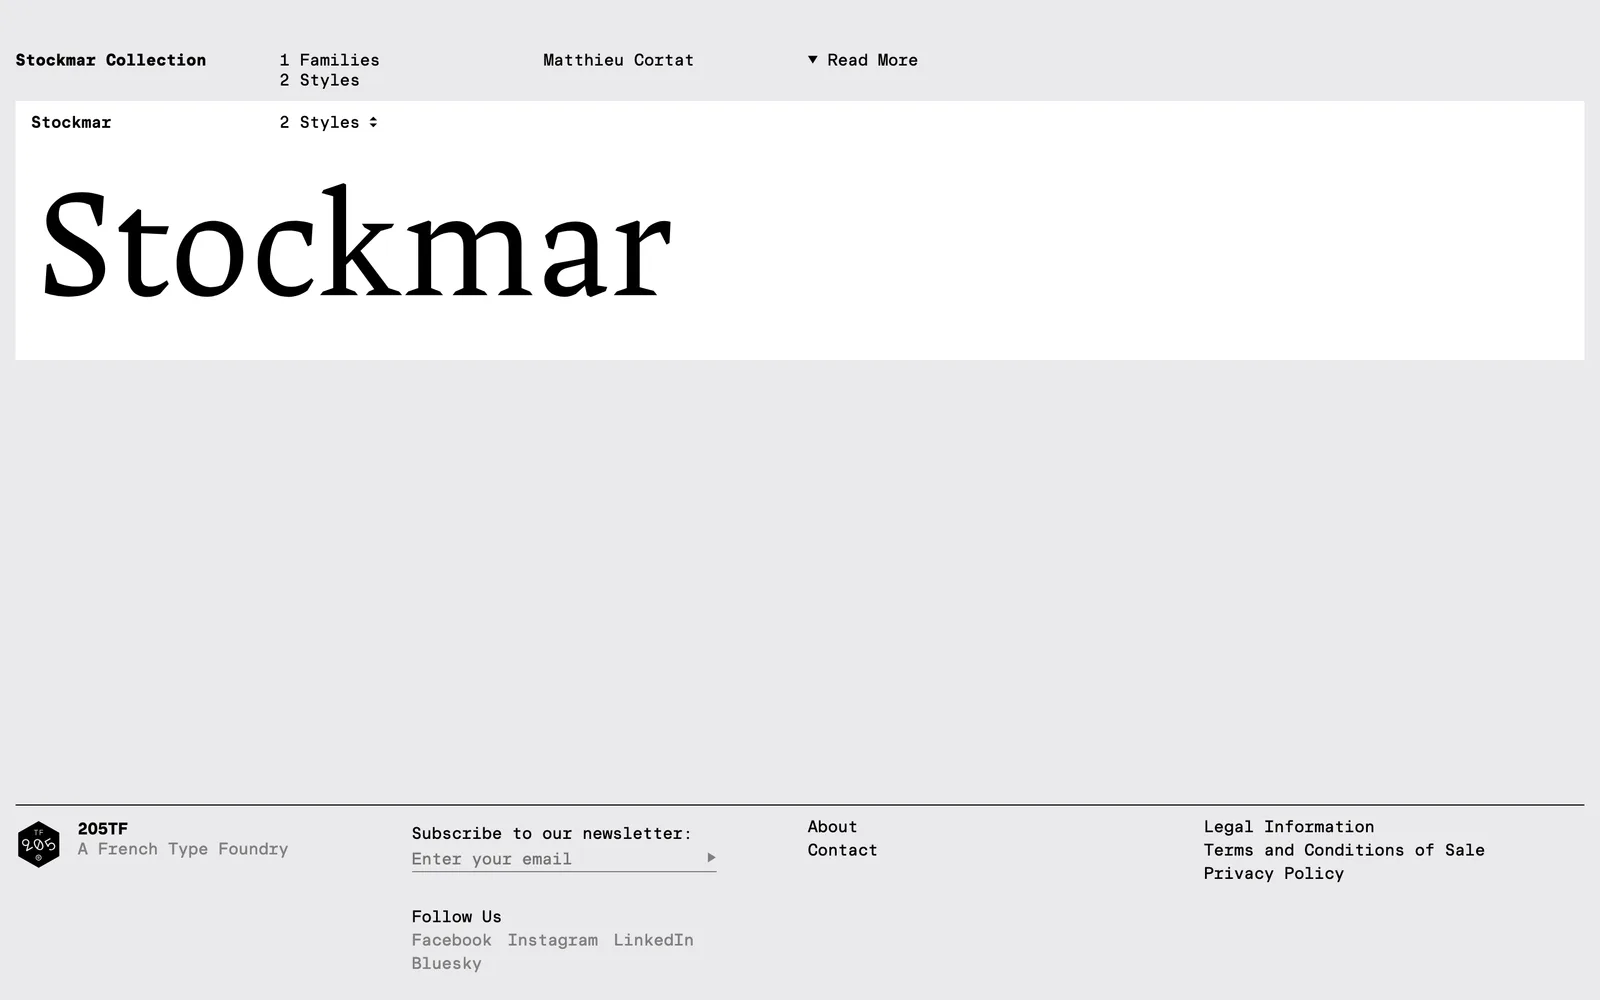 Stockmar Collection
1 Families
2 Styles
Matthieu Cortat
▼ Read More
Stockmar
2 Styles
Stockmar
TF
205
205TF
A French Type Foundry
Subscribe to our newsletter:
Enter your email
Follow Us
Facebook Instagram LinkedIn
Bluesky
About
Contact
Legal Information
Terms and Conditions of Sale
Privacy Policy